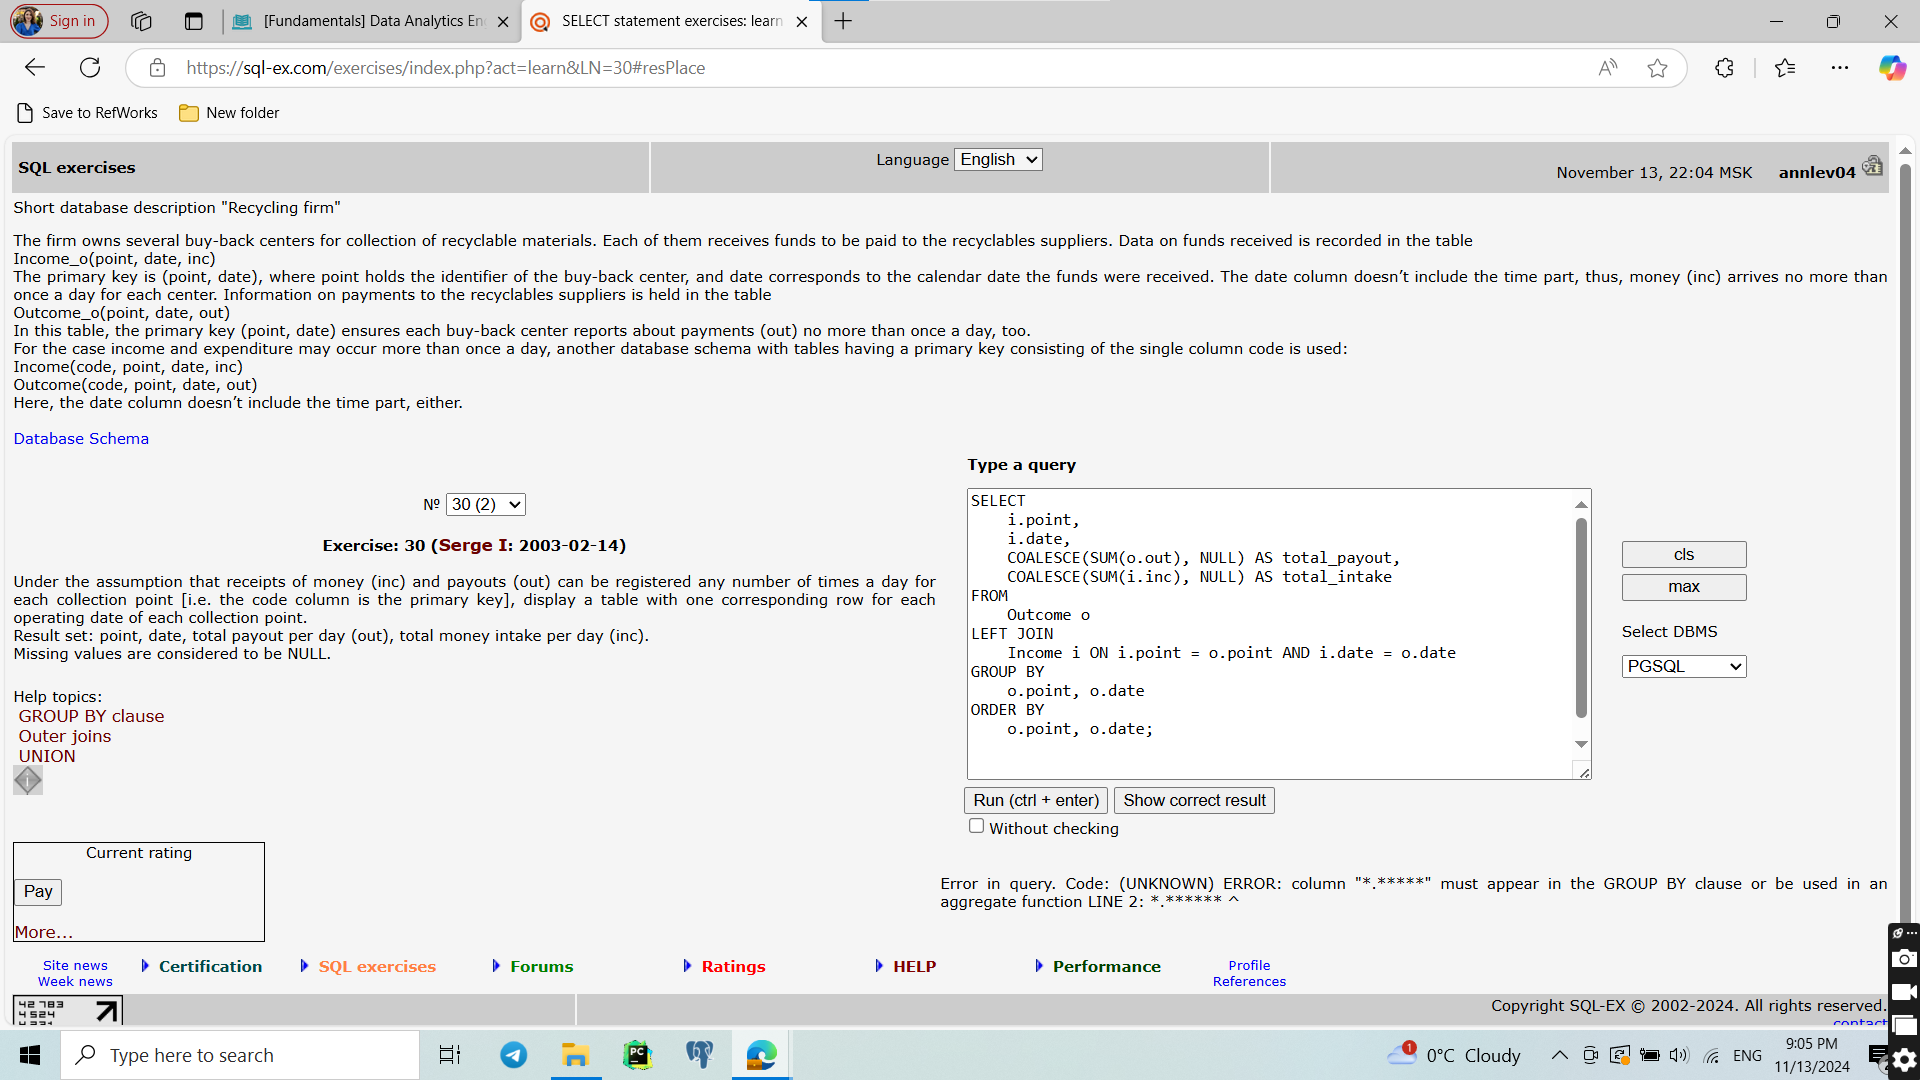 Sign in
[Fundamentals] Data Analytics En
SELECT statement exercises: learn
https://sql-ex.com/exercises/index.php?act=learn&LN=30#resPlace
Save to RefWorks
New folder
SQL exercises
Language English
November 13, 22:04 MSK annlev04
Short database description "Recycling firm"
The firm owns several buy-back centers for collection of recyclable materials. Each of them receives funds to be paid to the recyclables suppliers. Data on funds received is recorded in the table
Income_o(point, date, inc)
The primary key is (point, date), where point holds the identifier of the buy-back center, and date corresponds to the calendar date the funds were received. The date column doesn’t include the time part, thus, money (inc) arrives no more than
once a day for each center. Information on payments to the recyclables suppliers is held in the table
Outcome_o(point, date, out)
In this table, the primary key (point, date) ensures each buy-back center reports about payments (out) no more than once a day, too.
For the case income and expenditure may occur more than once a day, another database schema with tables having a primary key consisting of the single column code is used:
Income(code, point, date, inc)
Outcome(code, point, date, out)
Here, the date column doesn’t include the time part, either.
Database Schema
№ 30 (2)
Exercise: 30 (Serge I: 2003-02-14)
Under the assumption that receipts of money (inc) and payouts (out) can be registered any number of times a day for
each collection point [i.e. the code column is the primary key], display a table with one corresponding row for each
operating date of each collection point.
Result set: point, date, total payout per day (out), total money intake per day (inc).
Missing values are considered to be NULL.
Help topics:
GROUP BY clause
Outer joins
UNION
Type a query
SELECT
i.point,
i.date,
COALESCE(SUM(o.out), NULL) AS total_payout,
COALESCE(SUM(i.inc), NULL) AS total_intake
FROM
Outcome o
LEFT JOIN
Income i ON i.point = o.point AND i.date = o.date
GROUP BY
o.point, o.date
ORDER BY
o.point, o.date;
cls
max
Select DBMS
PGSQL
Run (ctrl + enter)
Show correct result
Without checking
Error in query. Code: (UNKNOWN) ERROR: column "*.*****" must appear in the GROUP BY clause or be used in an
aggregate function LINE 2: *.****** ^
Current rating
Pay
More...
Site news
Week news
Certification
SQL exercises
Forums
Ratings
HELP
Performance
Profile
References
42 783
4 524
Copyright SQL-EX © 2002-2024. All rights reserved.
contact
Type here to search
PC
1
0°C Cloudy
ENG
9:05 PM
11/13/2024